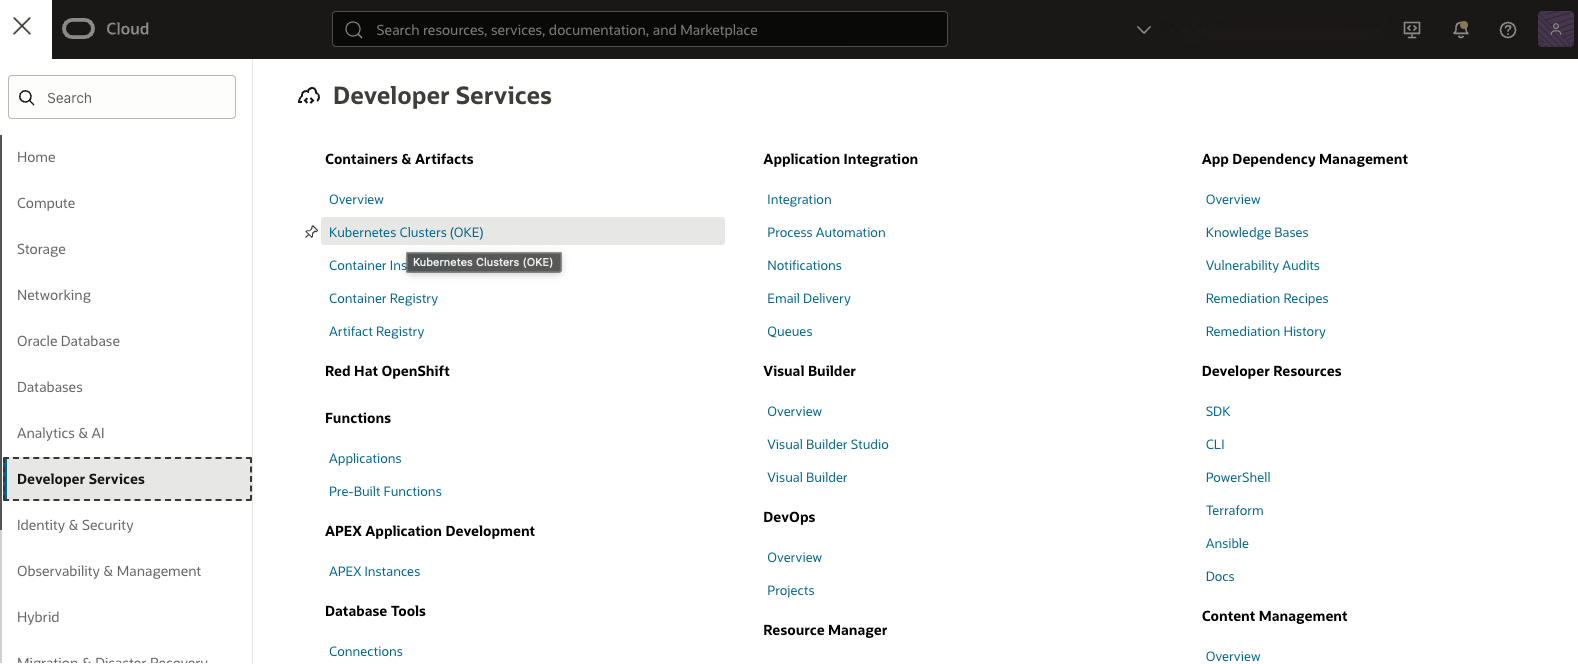 Cloud
Search resources, services, documentation, and Marketplace
Search
Home
Compute
Storage
Networking
Oracle Database
Databases
Analytics & AI
Developer Services
Identity & Security
Observability & Management
Hybrid
Migration & Disaster Recovery
Developer Services
Containers & Artifacts
Overview
Kubernetes Clusters (OKE)
Kubernetes Clusters (OKE)
Container Ins
Container Registry
Artifact Registry
Red Hat OpenShift
Functions
Applications
Pre-Built Functions
APEX Application Development
APEX Instances
Database Tools
Connections
Application Integration
Integration
Process Automation
Notifications
Email Delivery
Queues
Visual Builder
Overview
Visual Builder Studio
Visual Builder
DevOps
Overview
Projects
Resource Manager
App Dependency Management
Overview
Knowledge Bases
Vulnerability Audits
Remediation Recipes
Remediation History
Developer Resources
SDK
CLI
PowerShell
Terraform
Ansible
Docs
Content Management
Overview